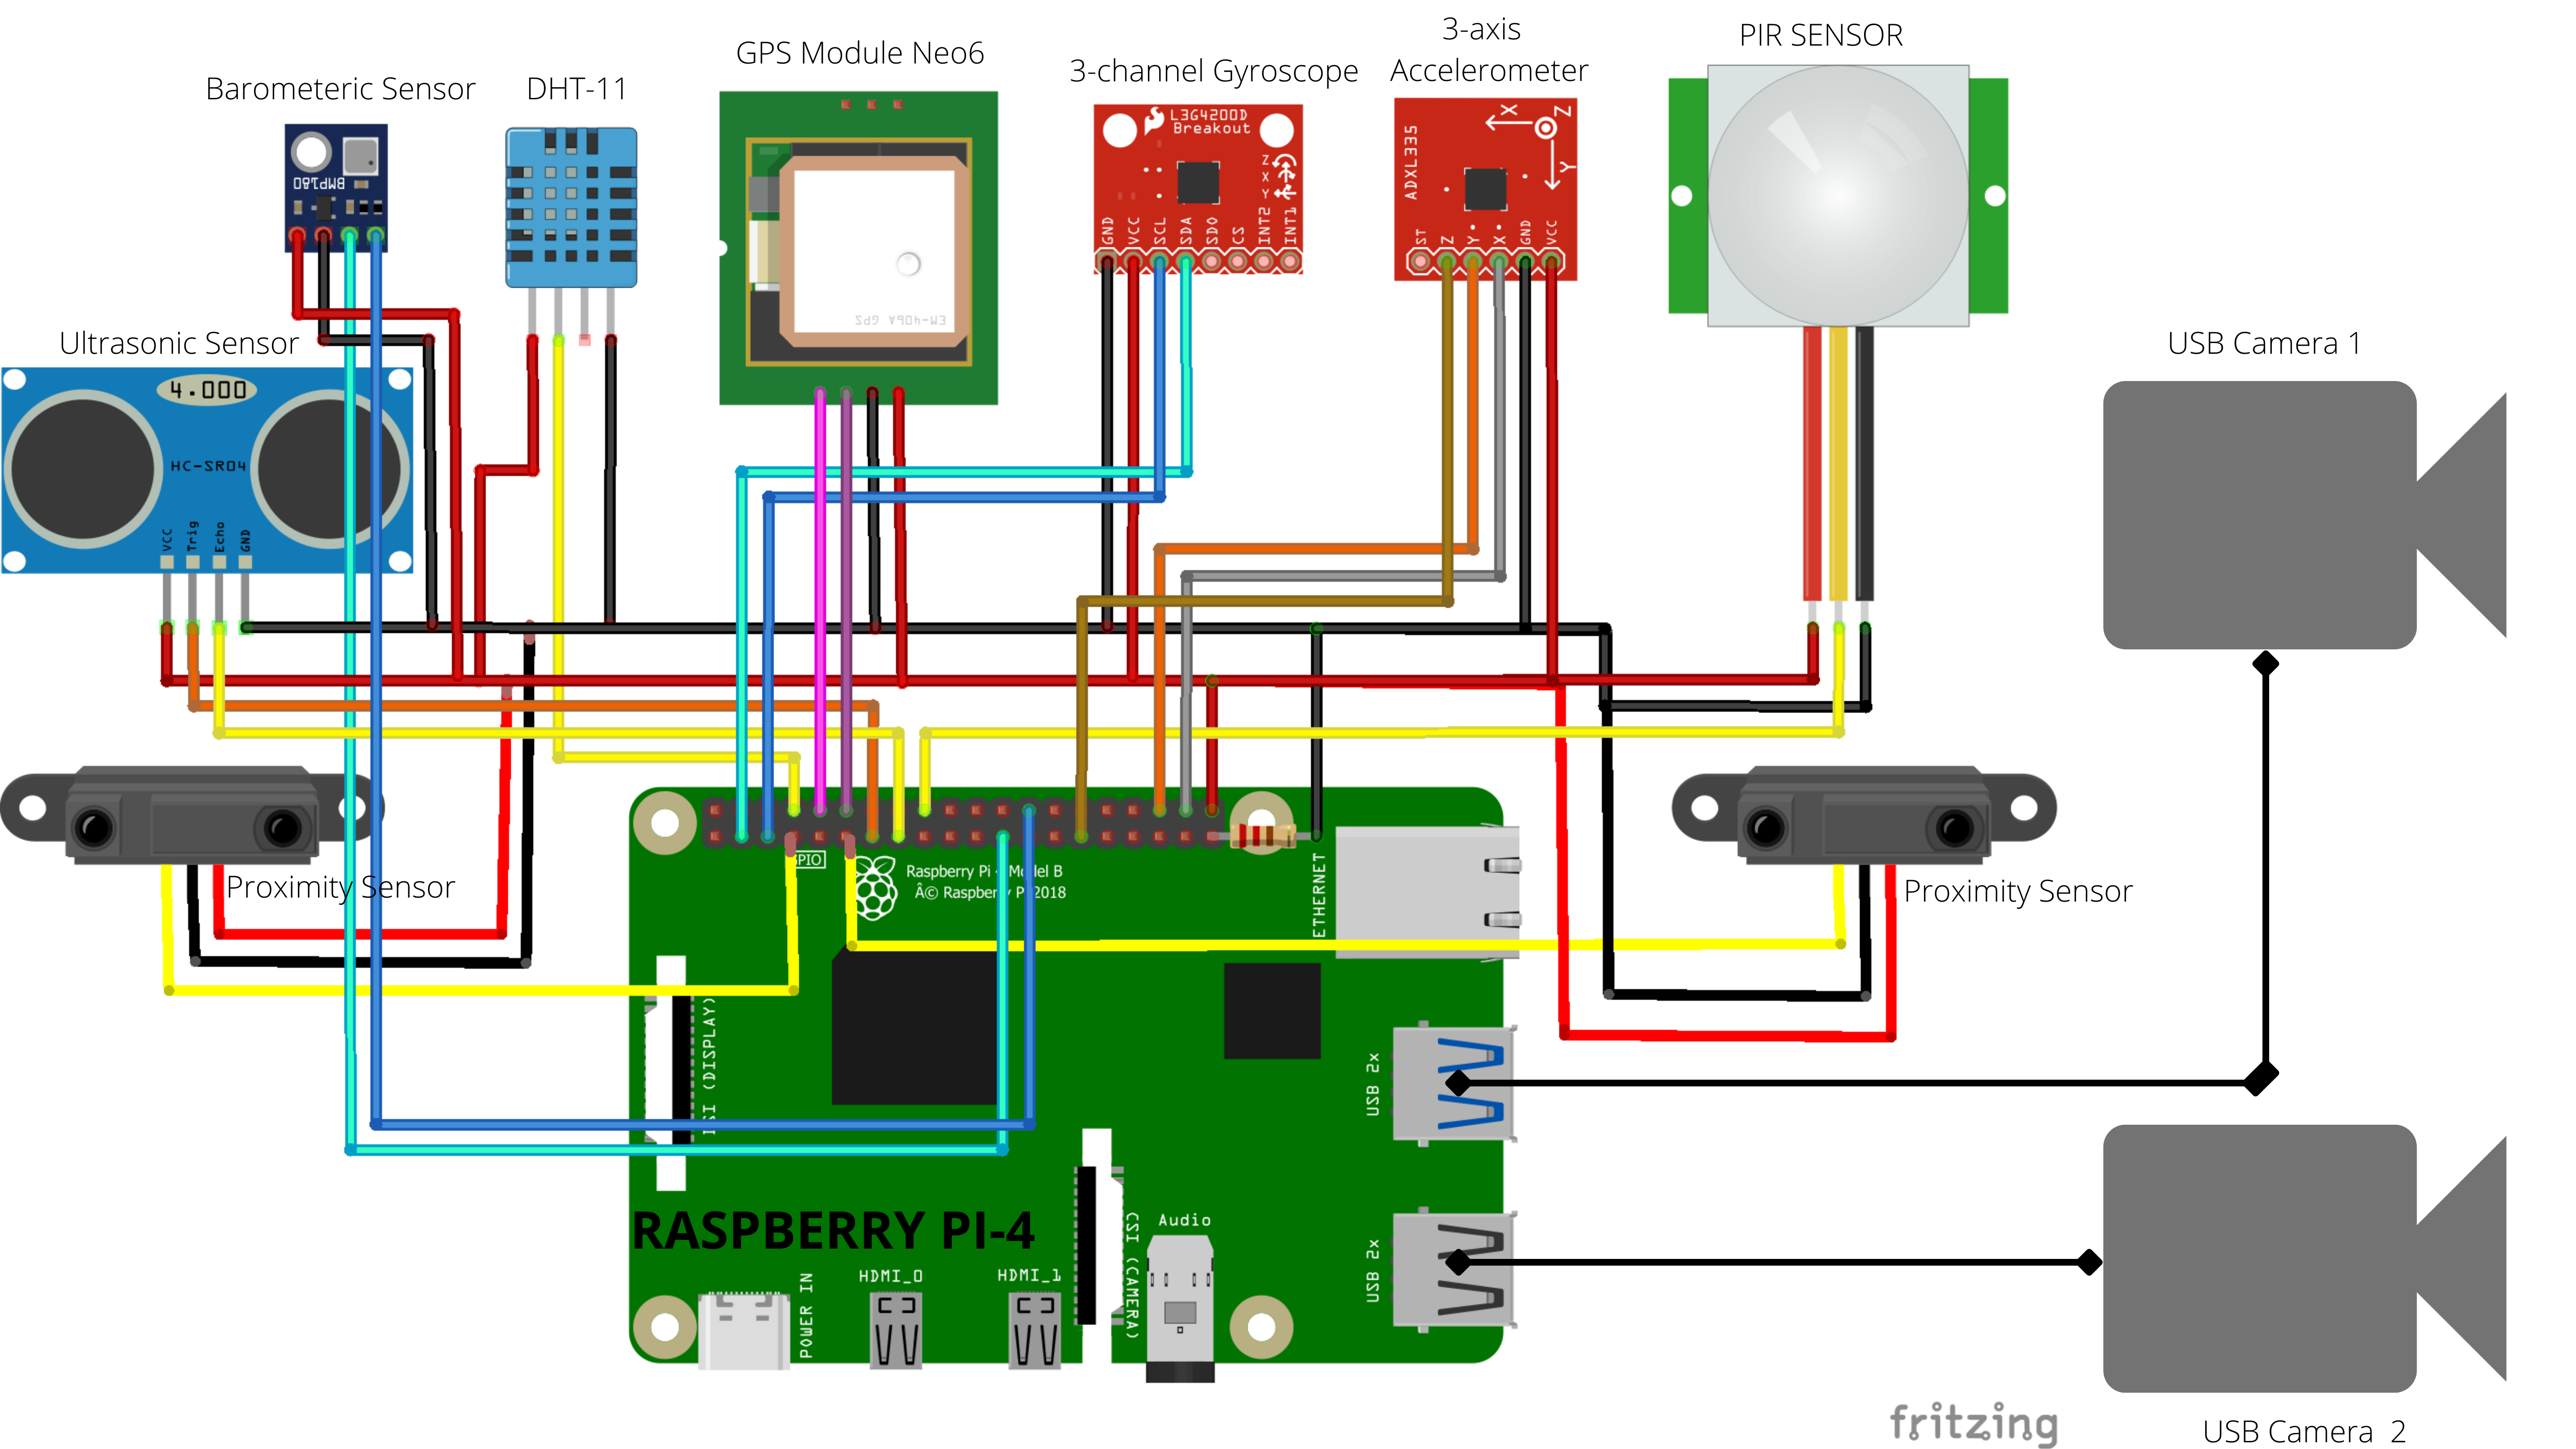 3-axis
Accelerometer
PIR SENSOR
GPS Module Neo6
3-channel Gyroscope
Barometeric Sensor
DHT-11
L3G4200D
Breakout
Z
X
Y
GND
VCC
SCL
SDA
SDO
CS
INT2
INT1
ADXL335
X
Z
Y
ST
Z
Y
X
GND
VCC
BMP180
EM-406A GPS
Ultrasonic Sensor
4.000
HC-SR04
VCC
Trig
Echo
GND
USB Camera 1
Proximity Sensor
Proximity Sensor
Raspberry Pi Model B
© Raspberry Pi 2018
ETHERNET
(DISPLAY)
USB 2x
USB 2x
RASPBERRY PI-4
POWER IN
HDMI_0
HDMI_1
CSI (CAMERA)
Audio
fritzing
USB Camera 2